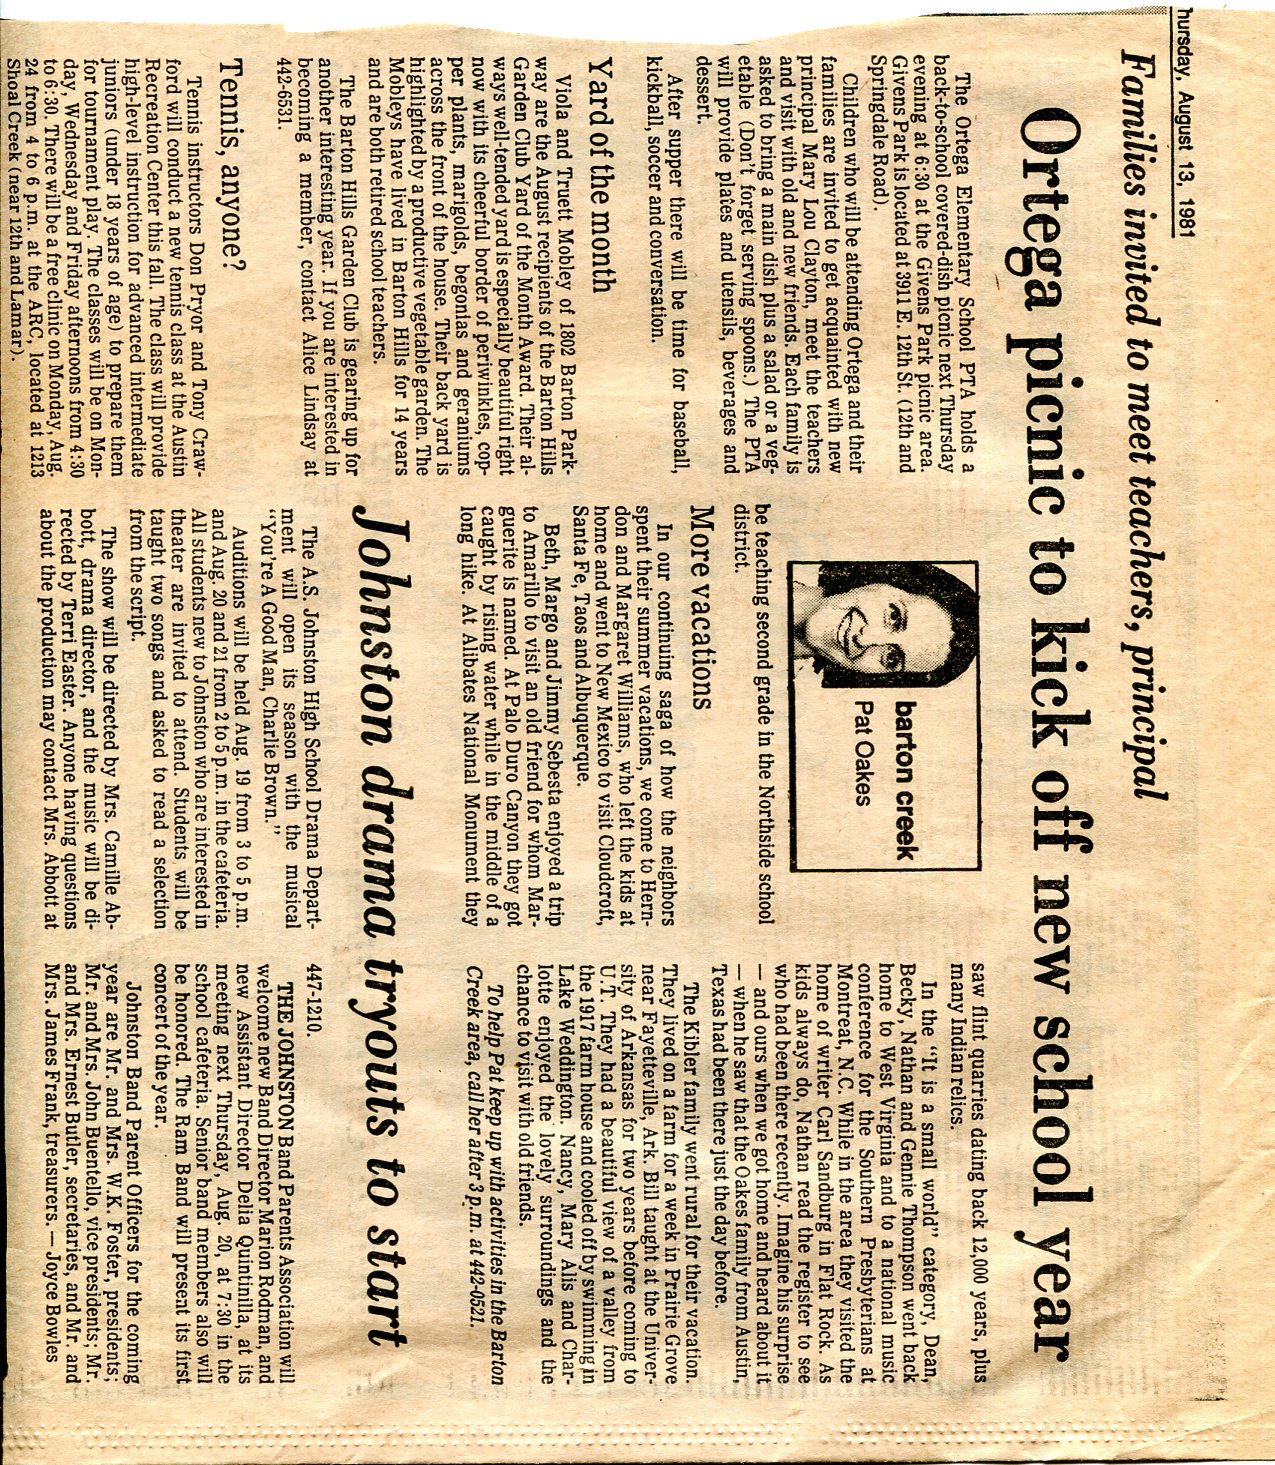 hursday, August 13, 1981
Families invited to meet teachers, principal
Ortega picnic to kick off new school year
The Ortega Elementary School PTA holds a
back-to-school covered-dish picnic next Thursday
evening at 6:30 at the Givens Park picnic area.
Givens Park is located at 3911 E. 12th St. (12th and
Springdale Road).
Children who will be attending Ortega and their
families are invited to get acquainted with new
principal Mary Lou Clayton, meet the teachers
and visit with old and new friends. Each family is
asked to bring a main dish plus a salad or a veg-
etable (Don't forget serving spoons.) The PTA
will provide plates and utensils, beverages and
dessert.
After supper there will be time for baseball,
kickball, soccer and conversation.
Yard of the month
Viola and Truett Mobley of 1802 Barton Park-
way are the August recipients of the Barton Hills
Garden Club Yard of the Month Award. Their al-
ways well-tended yard is especially beautiful right
now with its cheerful border of periwinkles, cop-
per plants, marigolds, begonias and geraniums
across the front of the house. Their back yard is
highlighted by a productive vegetable garden. The
Mobleys have lived in Barton Hills for 14 years
and are both retired school teachers.
The Barton Hills Garden Club is gearing up for
another interesting year. If you are interested in
becoming a member, contact Alice Lindsay at
442-6531.
Tennis, anyone?
Tennis instructors Don Pryor and Tony Craw-
ford will conduct a new tennis class at the Austin
Recreation Center this fall. The class will provide
high-level instruction for advanced intermediate
juniors (under 18 years of age) to prepare them
for tournament play. The classes will be on Mon-
day, Wednesday and Friday afternoons from 4:30
to 6:30. There will be a free clinic on Monday, Aug.
24 from 4 to 6 p.m. at the ARC, located at 1213
Shoal Creek (near 12th and Lamar).
barton creek
Pat Oakes
be teaching second grade in the Northside school
district.
More vacations
In our continuing saga of how the neighbors
spent their summer vacations, we come to Hern-
don and Margaret Williams, who left the kids at
home and went to New Mexico to visit Cloudcroft,
Santa Fe, Taos and Albuquerque.
Beth, Margo and Jimmy Sebesta enjoyed a trip
to Amarillo to visit an old friend for whom Mar-
guerite is named. At Palo Duro Canyon they got
caught by rising water while in the middle of a
long hike. At Alibates National Monument they
saw flint quarries dating back 12,000 years, plus
many Indian relics.
In the "It is a small world" category, Dean,
Becky, Nathan and Gennie Thompson went back
home to West Virginia and to a national music
conference for the Southern Presbyterians at
Montreat, N.C. While in the area they visited the
home of writer Carl Sandburg in Flat Rock. As
kids always do, Nathan read the register to see
who had been there recently. Imagine his surprise
— and ours when we got home and heard about it
— when he saw that the Oakes family from Austin,
Texas had been there just the day before.
The Kibler family went rural for their vacation.
They lived on a farm for a week in Prairie Grove
near Fayetteville, Ark. Bill taught at the Univer-
sity of Arkansas for two years before coming to
U.T. They had a beautiful view of a valley from
the 1917 farm house and cooled off by swimming in
Lake Weddington. Nancy, Mary Alis and Char-
lotte enjoyed the lovely surroundings and the
chance to visit with old friends.
To help Pat keep up with activities in the Barton
Creek area, call her after 3 p.m. at 442-0521.
Johnston drama tryouts to start
The A.S. Johnston High School Drama Depart-
ment will open its season with the musical
"You're A Good Man, Charlie Brown."
Auditions will be held Aug. 19 from 3 to 5 p.m.
and Aug. 20 and 21 from 2 to 5 p.m. in the cafeteria.
All students new to Johnston who are interested in
theater are invited to attend. Students will be
taught two songs and asked to read a selection
from the script.
The show will be directed by Mrs. Camille Ab-
bott, drama director, and the music will be di-
rected by Terri Easter. Anyone having questions
about the production may contact Mrs. Abbott at
447-1210.
THE JOHNSTON Band Parents Association will
welcome new Band Director Marion Rodman, and
new Assistant Director Delia Quintinilla, at its
meeting next Thursday, Aug. 20, at 7:30 in the
school cafeteria. Senior band members also will
be honored. The Ram Band will present its first
concert of the year.
Johnston Band Parent Officers for the coming
year are Mr. and Mrs. W.K. Foster, presidents;
Mr. and Mrs. John Buentello, vice presidents; Mr.
and Mrs. Ernest Butler, secretaries, and Mr. and
Mrs. James Frank, treasurers. — Joyce Bowles